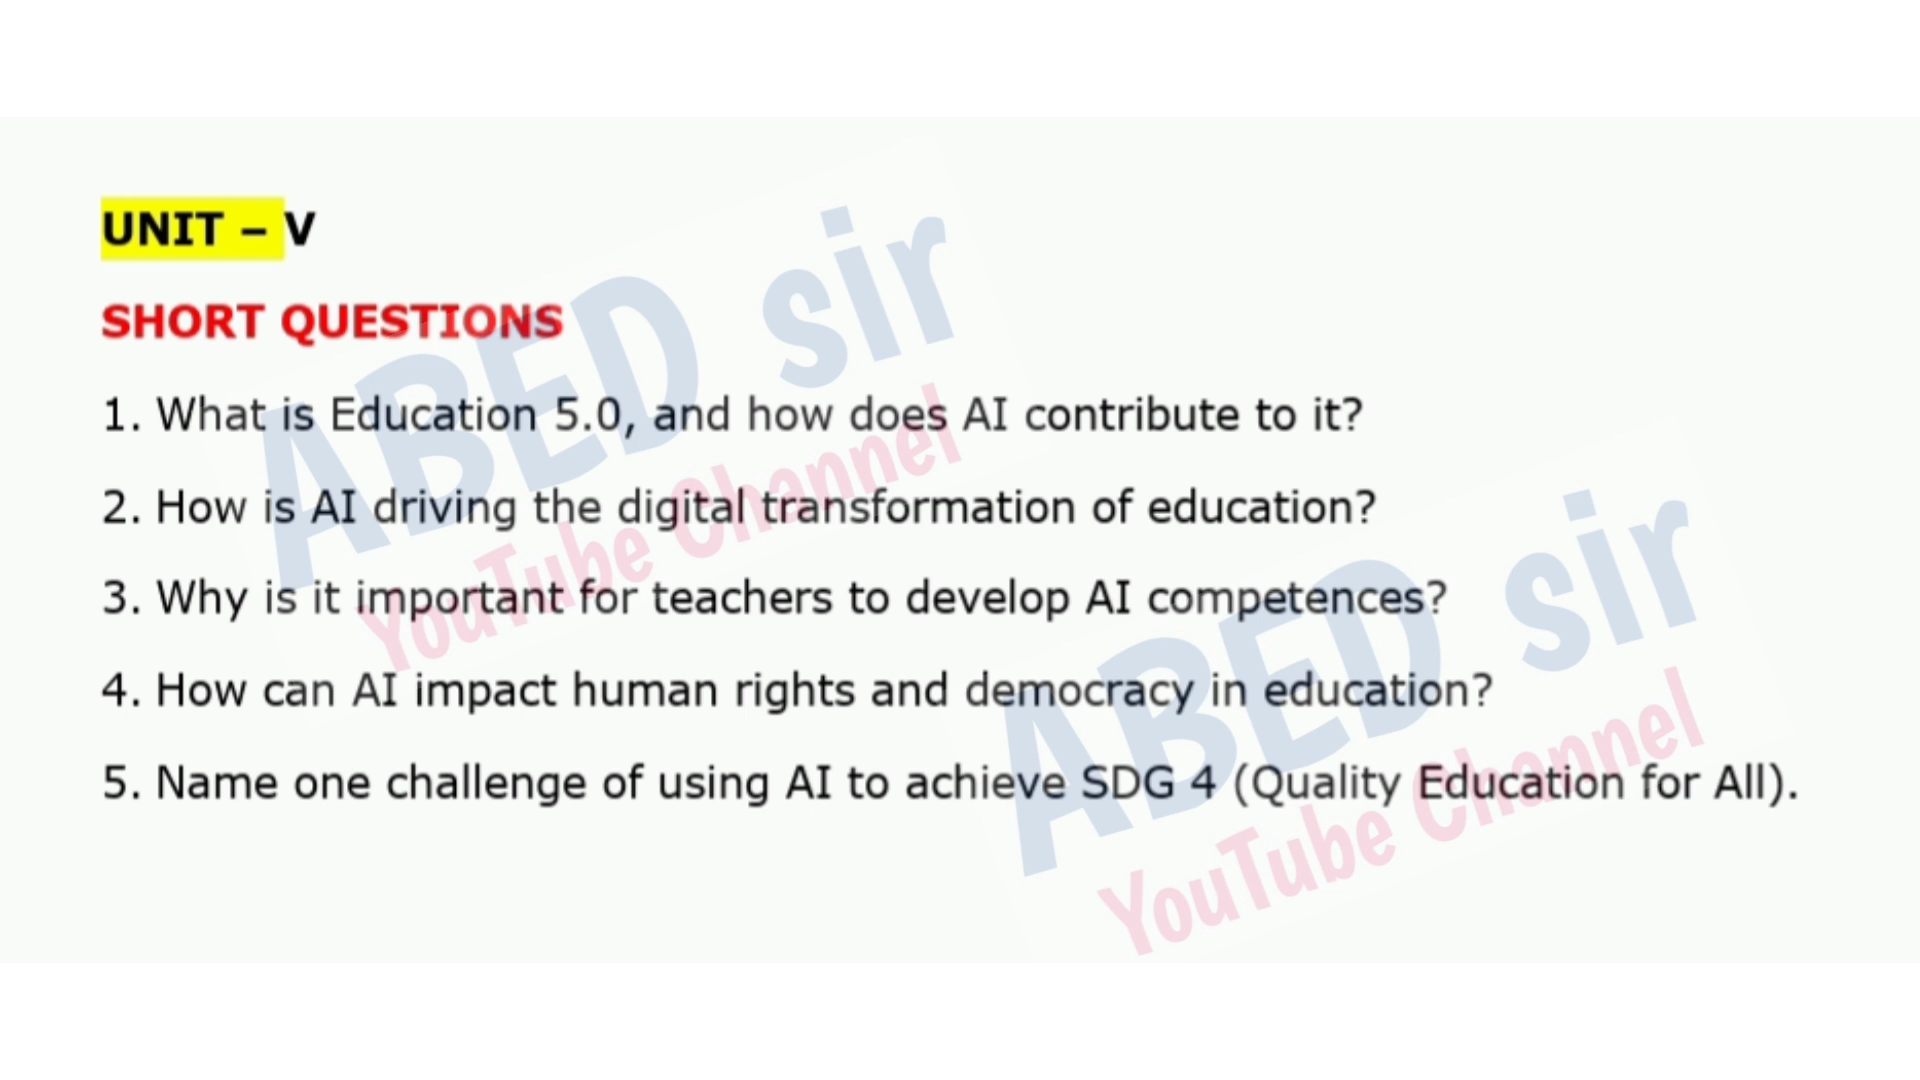 UNIT – V
SHORT QUESTIONS
1. What is Education 5.0, and how does AI contribute to it?
2. How is AI driving the digital transformation of education?
3. Why is it important for teachers to develop AI competences?
4. How can AI impact human rights and democracy in education?
5. Name one challenge of using AI to achieve SDG 4 (Quality Education for All).
ABED sir
YouTube Channel
ABED sir
YouTube Channel